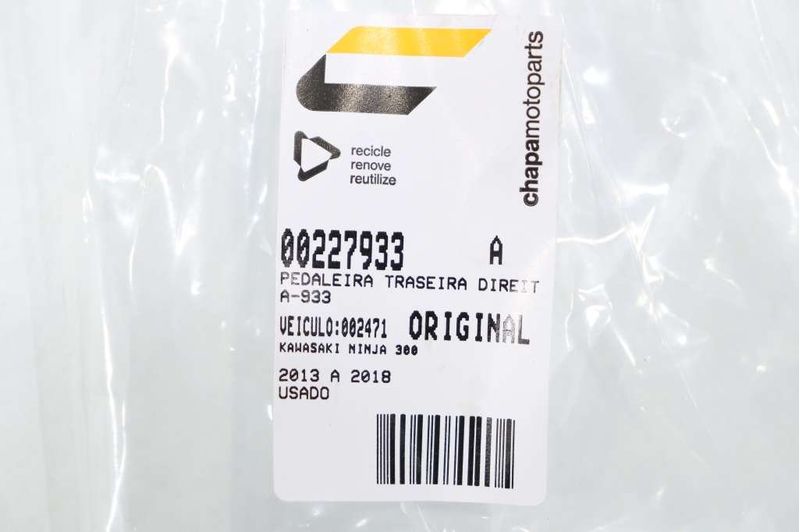 chapamotoparts
recicle
renove
reutilize
00227933 A
PEDALEIRA TRASEIRA DIREIT
A-933
VEICULO:002471 ORIGINAL
KAWASAKI NINJA 300
2013 A 2018
USADO